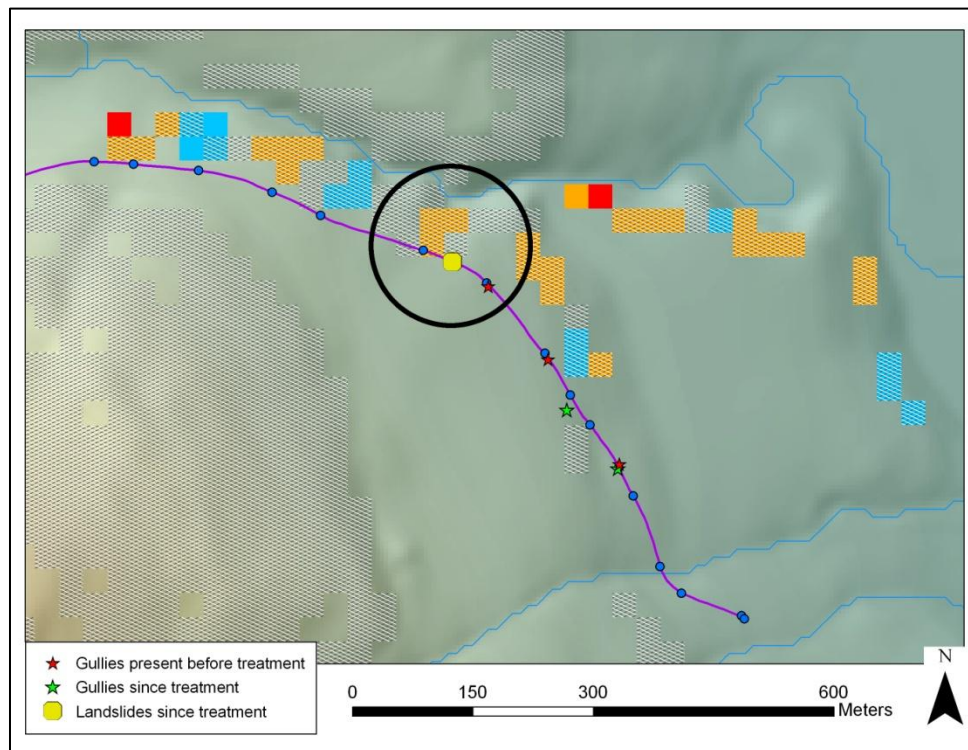 Gullies present before treatment
Gullies since treatment
Landslides since treatment
0 150 300 600
Meters
N